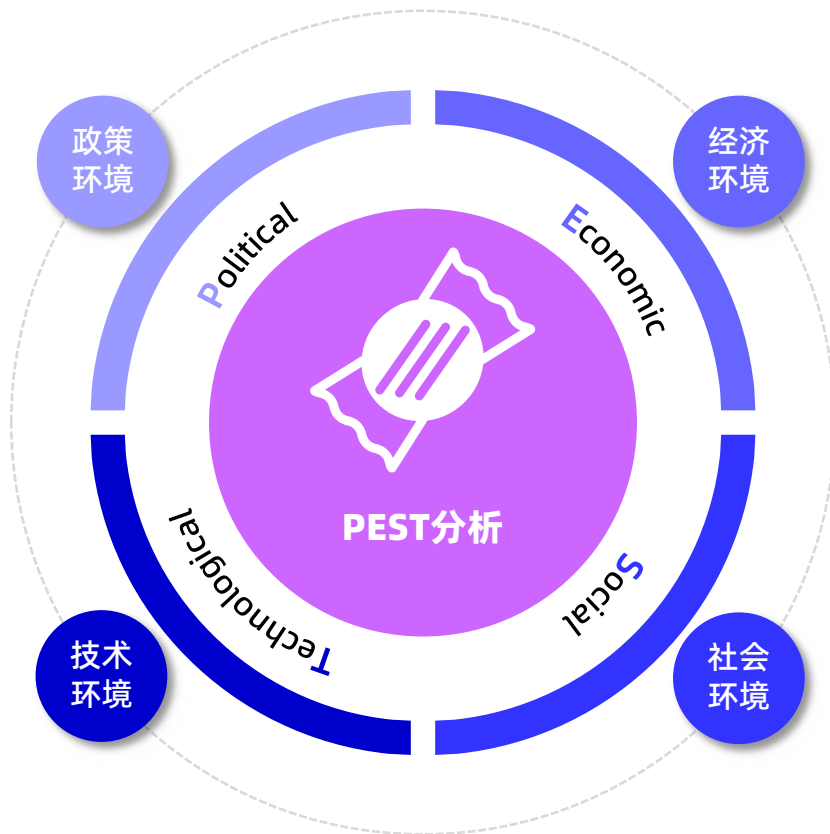 政策
环境
经济
环境
Political
Economic
PEST分析
Technological
Social
技术
环境
社会
环境